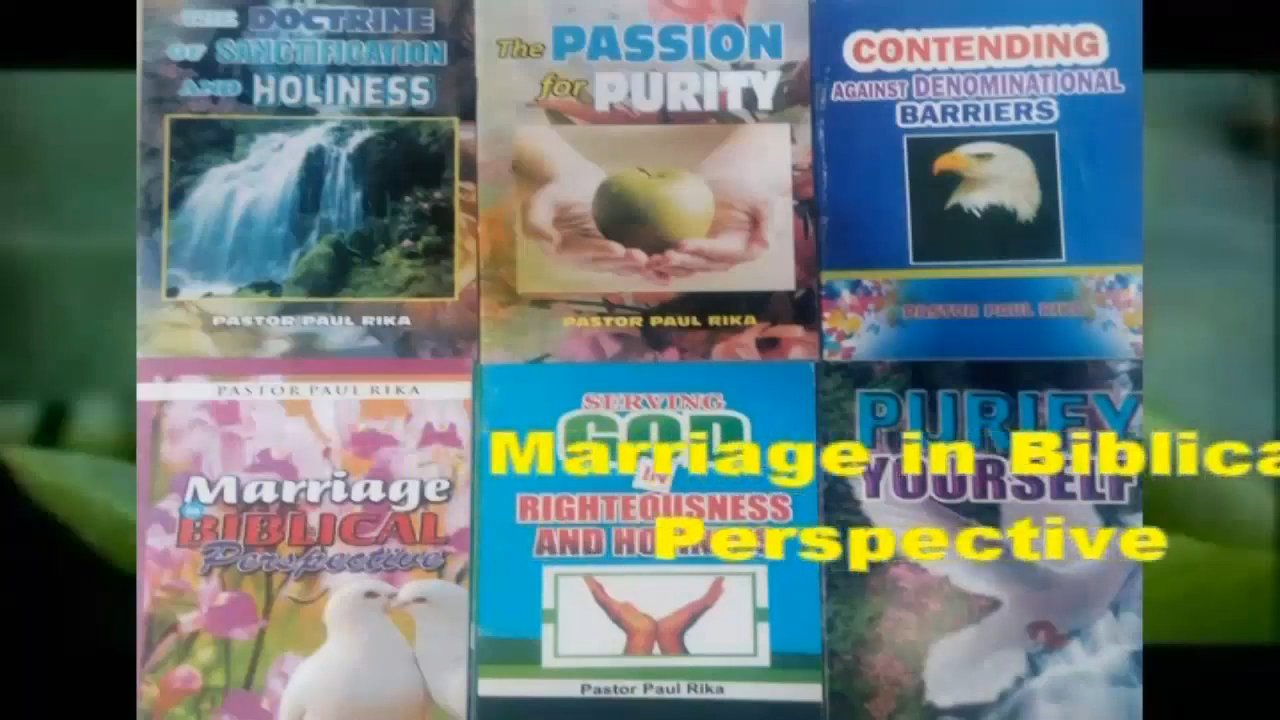 THE DOCTRINE
OF SANCTIFICATION
AND HOLINESS
PASTOR PAUL RIKA
The PASSION
for PURITY
PASTOR PAUL RIKA
CONTENDING
AGAINST DENOMINATIONAL
BARRIERS
PASTOR PAUL RIKA
PASTOR PAUL RIKA
Marriage
in BIBLICAL
Perspective
SERVING
GOD
IN
RIGHTEOUSNESS
AND
Pastor Paul Rika
PURIFY
YOURSELF
Marriage in Biblica
Perspective